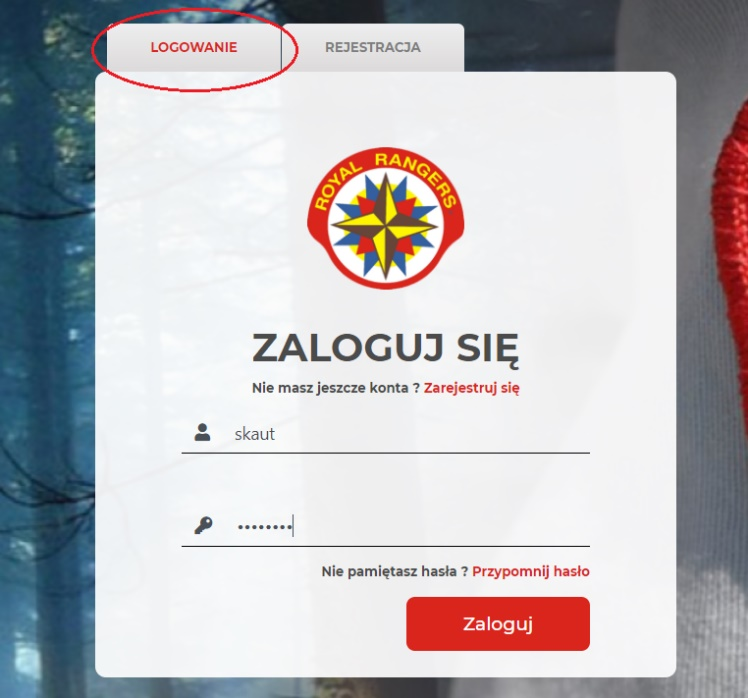 LOGOWANIE
REJESTRACJA
ROYAL RANGERS
ZALOGUJ SIĘ
Nie masz jeszcze konta ? Zarejestruj się
skaut
••••••••
Nie pamiętasz hasła ? Przypomnij hasło
Zaloguj